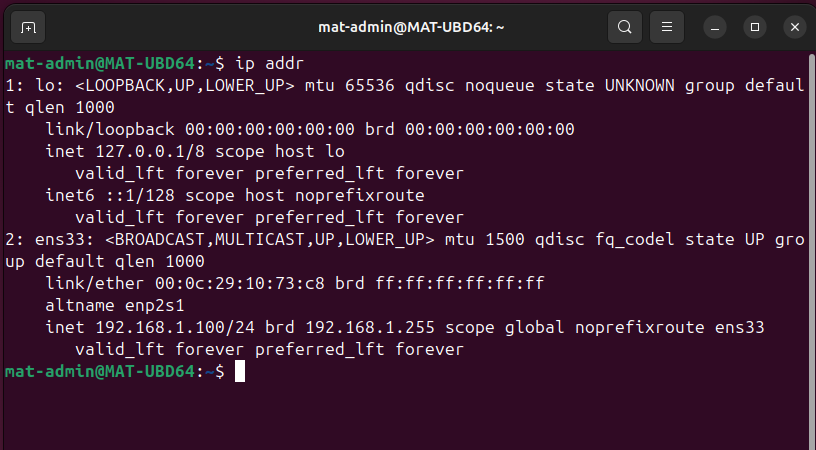 mat-admin@MAT-UBD64: ~
mat-admin@MAT-UBD64:~$ ip addr
1: lo: <LOOPBACK,UP,LOWER_UP> mtu 65536 qdisc noqueue state UNKNOWN group defaul
t qlen 1000
    link/loopback 00:00:00:00:00:00 brd 00:00:00:00:00:00
    inet 127.0.0.1/8 scope host lo
       valid_lft forever preferred_lft forever
    inet6 ::1/128 scope host noprefixroute
       valid_lft forever preferred_lft forever
2: ens33: <BROADCAST,MULTICAST,UP,LOWER_UP> mtu 1500 qdisc fq_codel state UP gro
up default qlen 1000
    link/ether 00:0c:29:10:73:c8 brd ff:ff:ff:ff:ff:ff
    altname enp2s1
    inet 192.168.1.100/24 brd 192.168.1.255 scope global noprefixroute ens33
       valid_lft forever preferred_lft forever
mat-admin@MAT-UBD64:~$